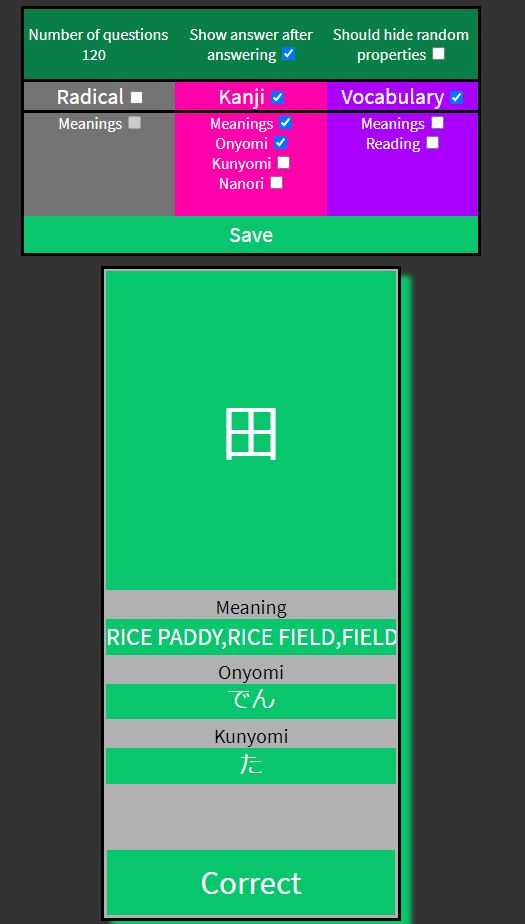 Number of questions
120
Show answer after
answering
Should hide random
properties
Radical
Kanji
Vocabulary
Meanings
Meanings
Onyomi
Kunyomi
Nanori
Meanings
Reading
Save
田
Meaning
RICE PADDY,RICE FIELD,FIELD
Onyomi
でん
Kunyomi
た
Correct